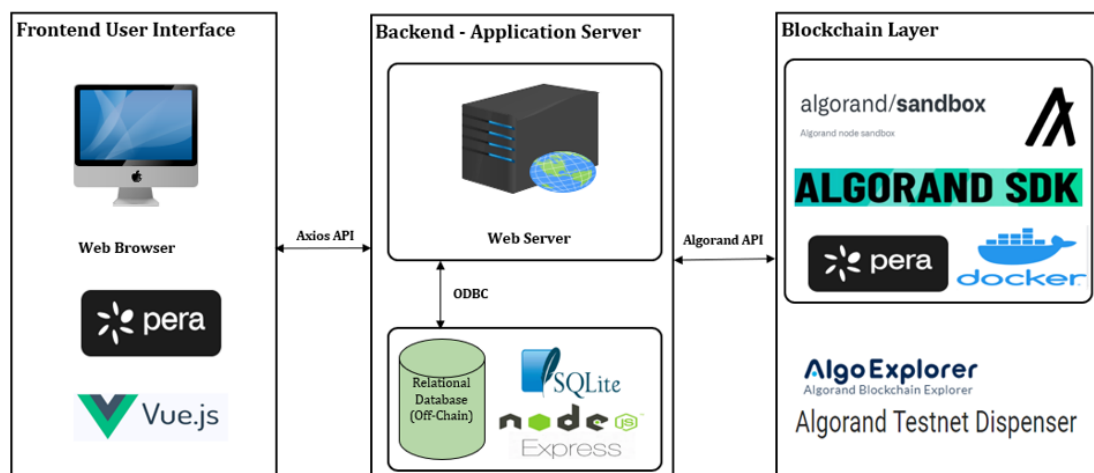 Frontend User Interface
Web Browser
pera
Vue.js
Axios API
Backend - Application Server
Web Server
ODBC
Relational
Database
(Off-Chain)
SQLite
node
JS
Express
Algorand API
Blockchain Layer
algorand/sandbox
Algorand node sandbox
ALGORAND SDK
pera
docker
AlgoExplorer
Algorand Blockchain Explorer
Algorand Testnet Dispenser